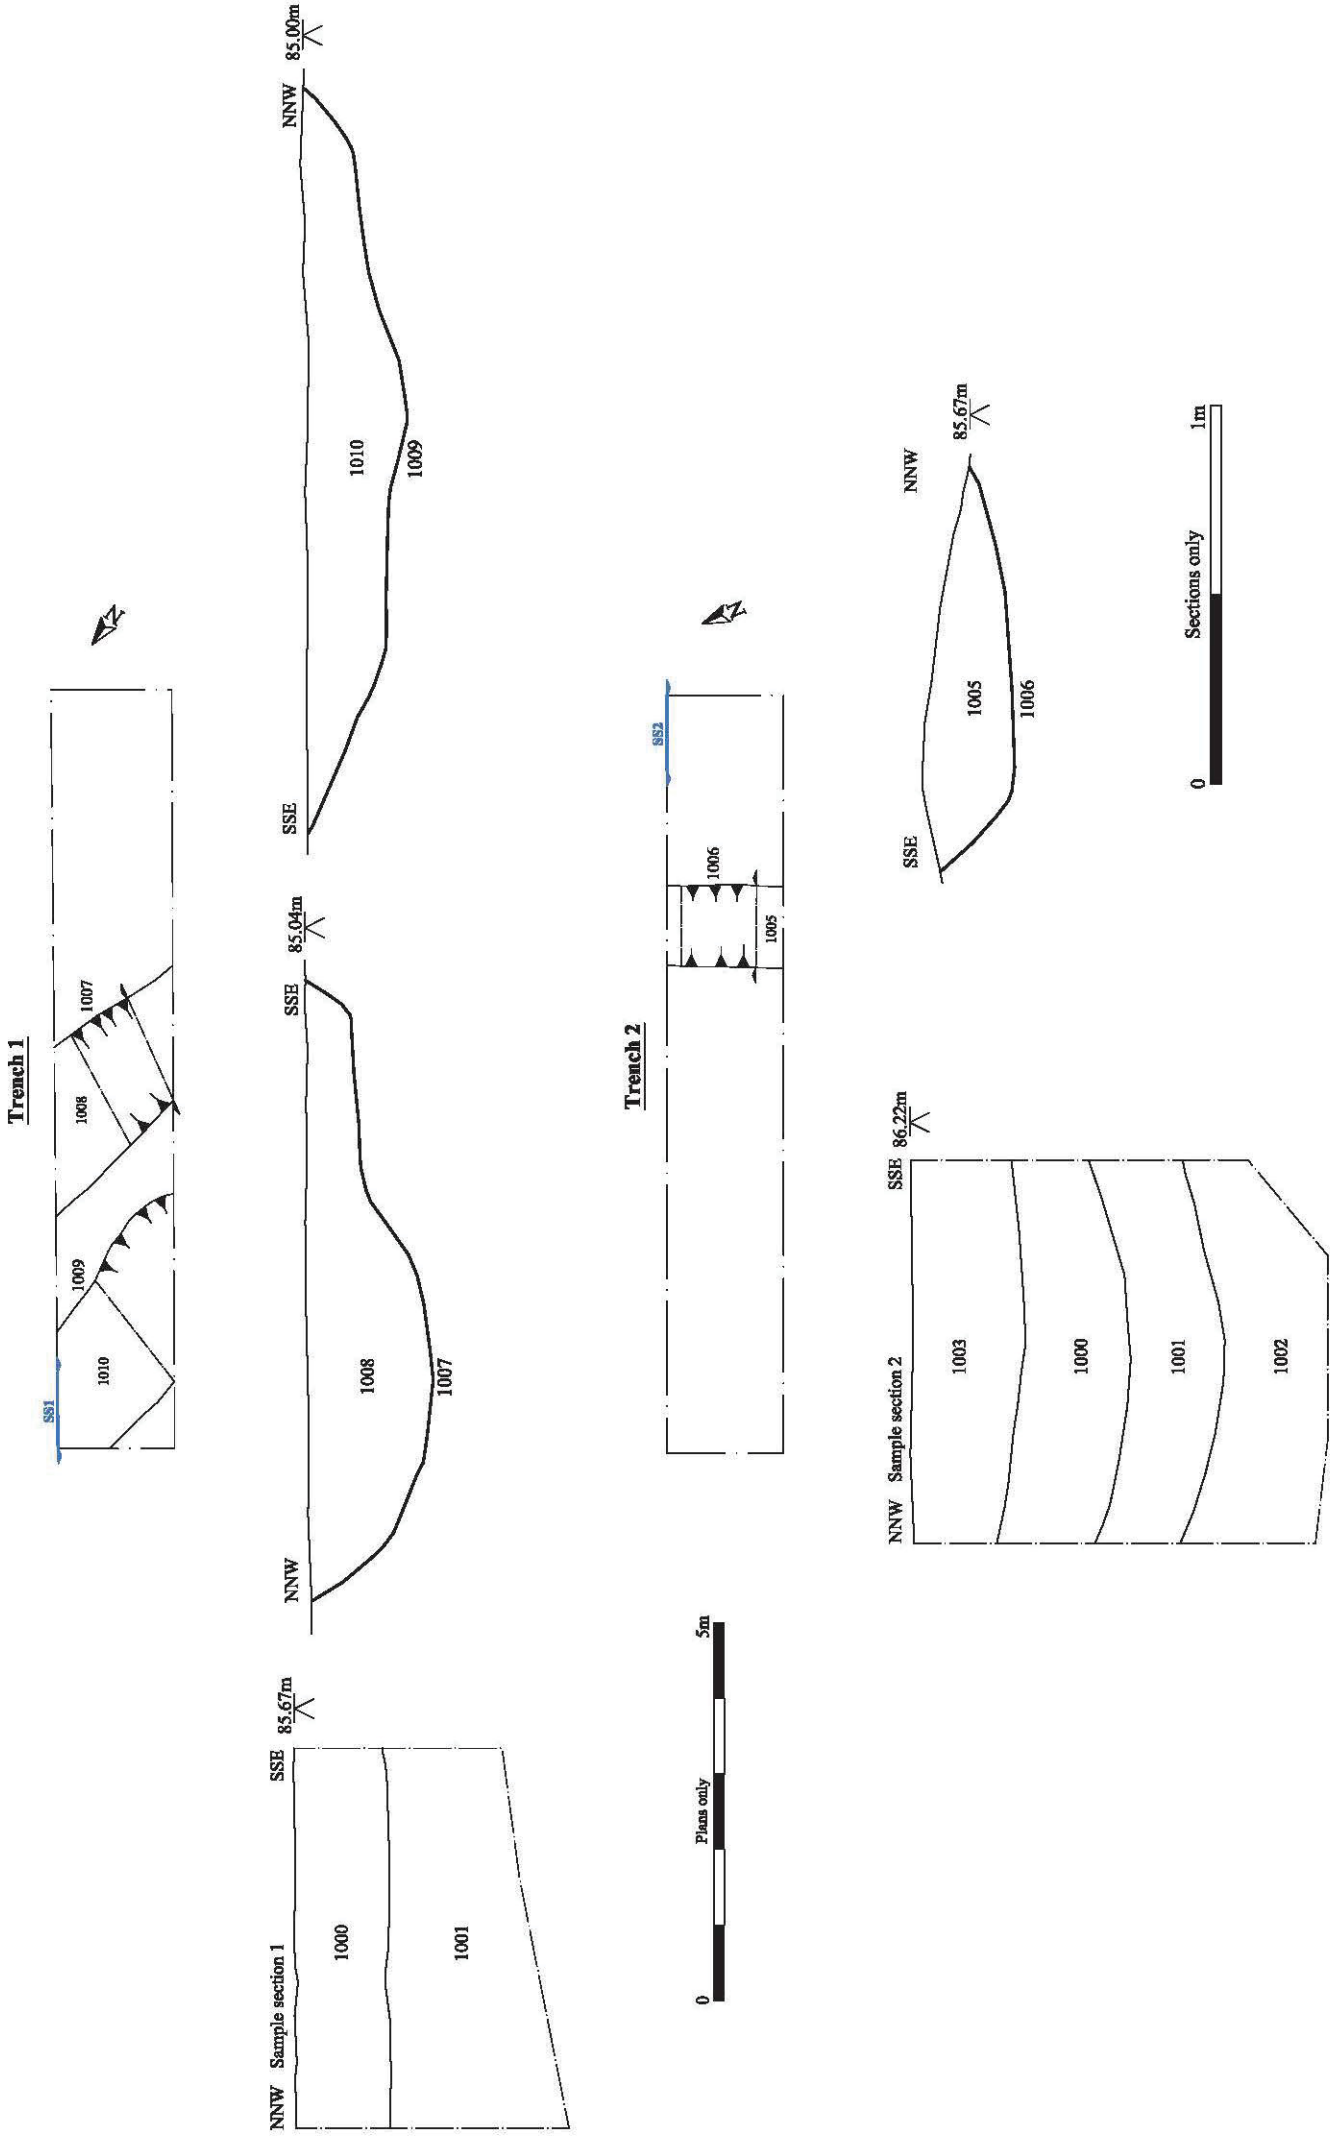 Trench 1
SS1
1010
1009
1008
1007
N
NNW Sample section 1 SSE
85.67m
1000
1001
NNW
SSE
85.04m
1008
1007
SSE
NNW
85.00m
1010
1009
Trench 2
SS2
1006
1005
N
Plans only
0
5m
NNW Sample section 2 SSE
86.22m
1003
1000
1001
1002
SSE
NNW
85.67m
1005
1006
Sections only
0
1m